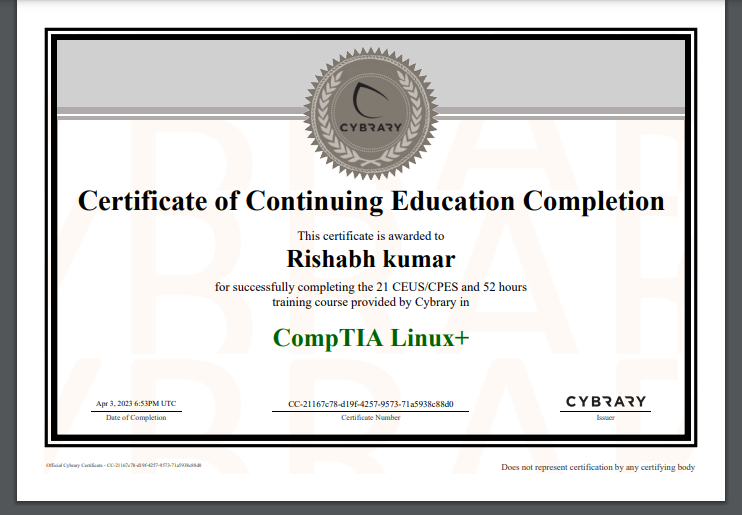 CYBRARY
Certificate of Continuing Education Completion
This certificate is awarded to
Rishabh kumar
for successfully completing the 21 CEUS/CPES and 52 hours
training course provided by Cybrary in
CompTIA Linux+
Apr 3, 2023 6:53PM UTC
Date of Completion
CC-21167c78-d19f-4257-9573-71a5938c88d0
Certificate Number
CYBRARY
Issuer
Official Cybrary Certificate - CC-21167c78-d19f-4257-9573-71a5938c88d0
Does not represent certification by any certifying body